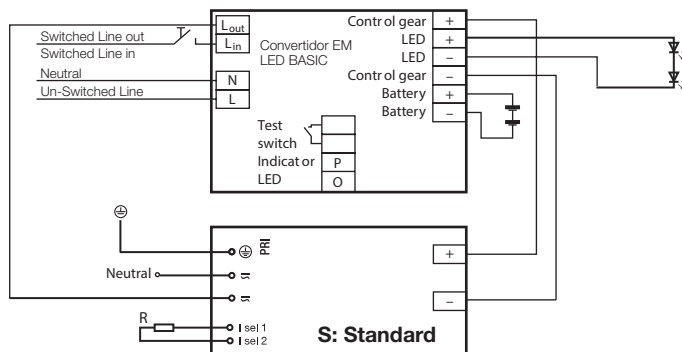 Switched Line out
Switched Line in
Neutral
Un-Switched Line
Lout
Lin
N
L
Convertidor EM
LED BASIC
Control gear +
LED +
LED –
Control gear –
Battery +
Battery –
Test
switch
Indicator P
LED O
PRI
Neutral
R
I sel 1
I sel 2
+
–
S: Standard